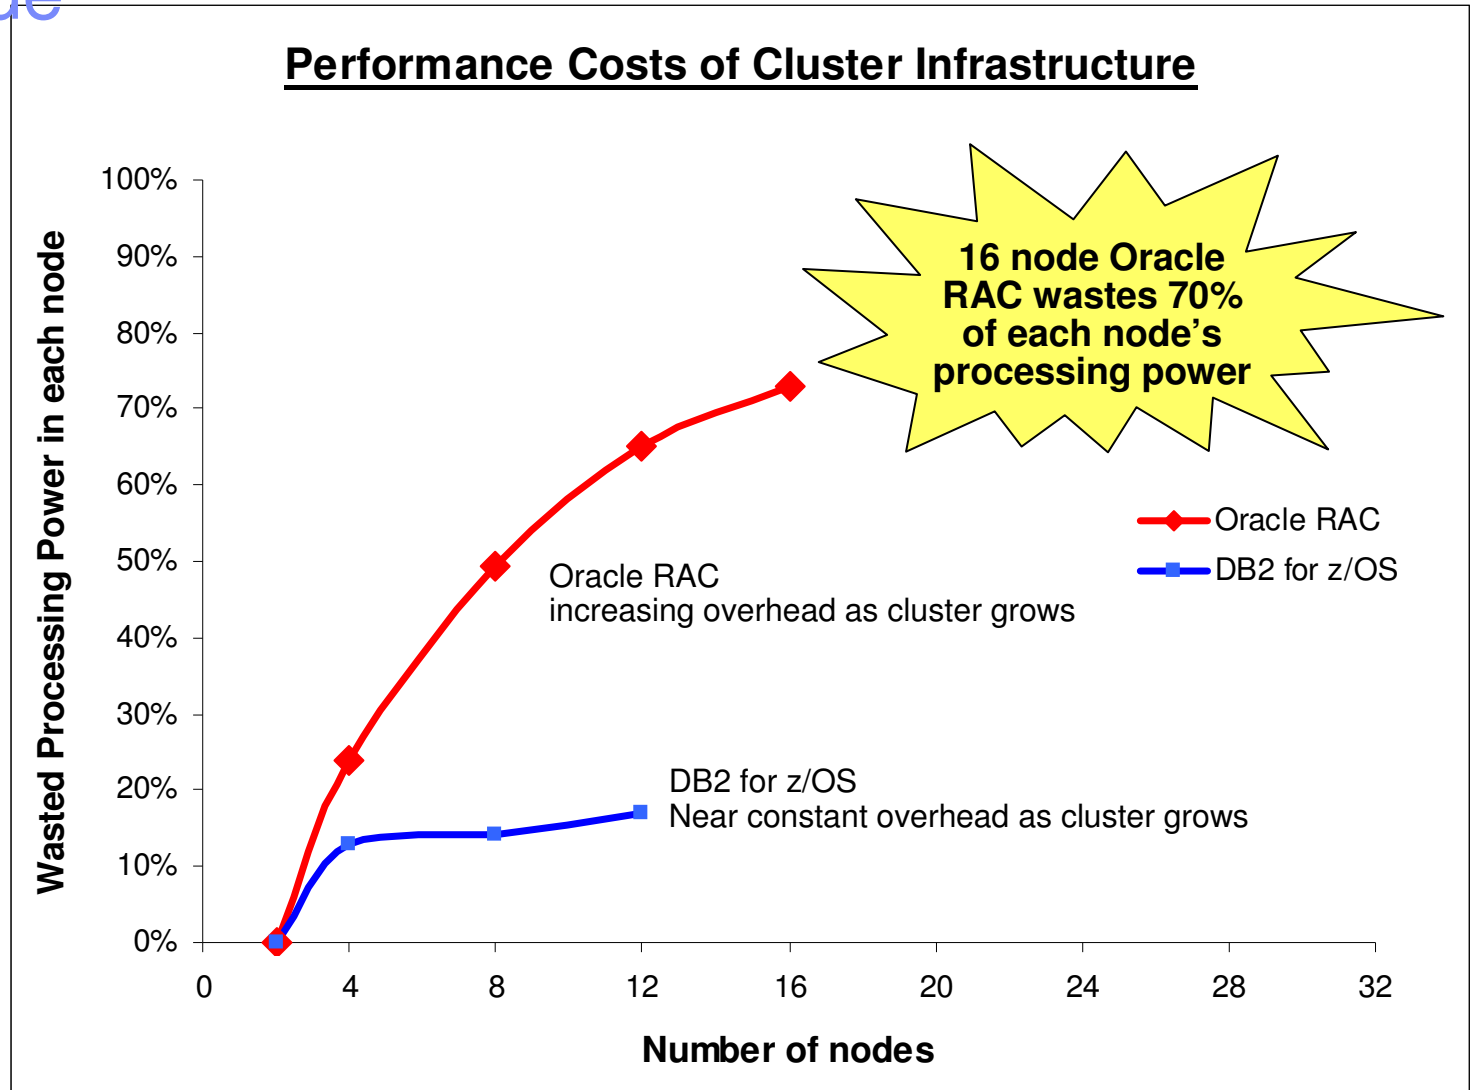 Performance Costs of Cluster Infrastructure
100%
90%
80%
70%
60%
50%
40%
30%
20%
10%
0%
Wasted Processing Power in each node
16 node Oracle
RAC wastes 70%
of each node's
processing power
Oracle RAC
DB2 for z/OS
Oracle RAC
increasing overhead as cluster grows
DB2 for z/OS
Near constant overhead as cluster grows
0 4 8 12 16 20 24 28 32
Number of nodes